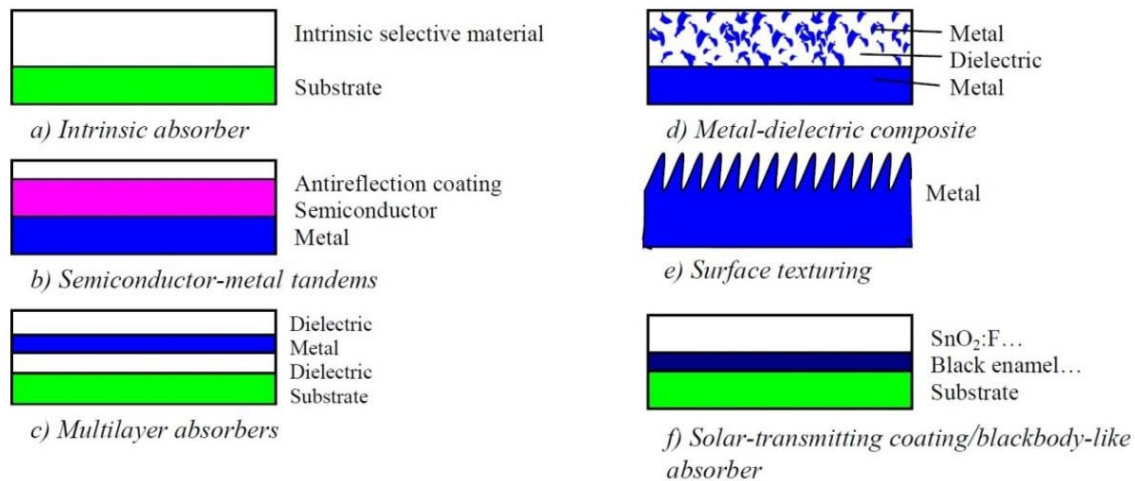 Intrinsic selective material
Substrate
a) Intrinsic absorber
Antireflection coating
Semiconductor
Metal
b) Semiconductor-metal tandems
Dielectric
Metal
Dielectric
Substrate
c) Multilayer absorbers
Metal
Dielectric
Metal
d) Metal-dielectric composite
Metal
e) Surface texturing
SnO₂:F...
Black enamel...
Substrate
f) Solar-transmitting coating/blackbody-like
absorber